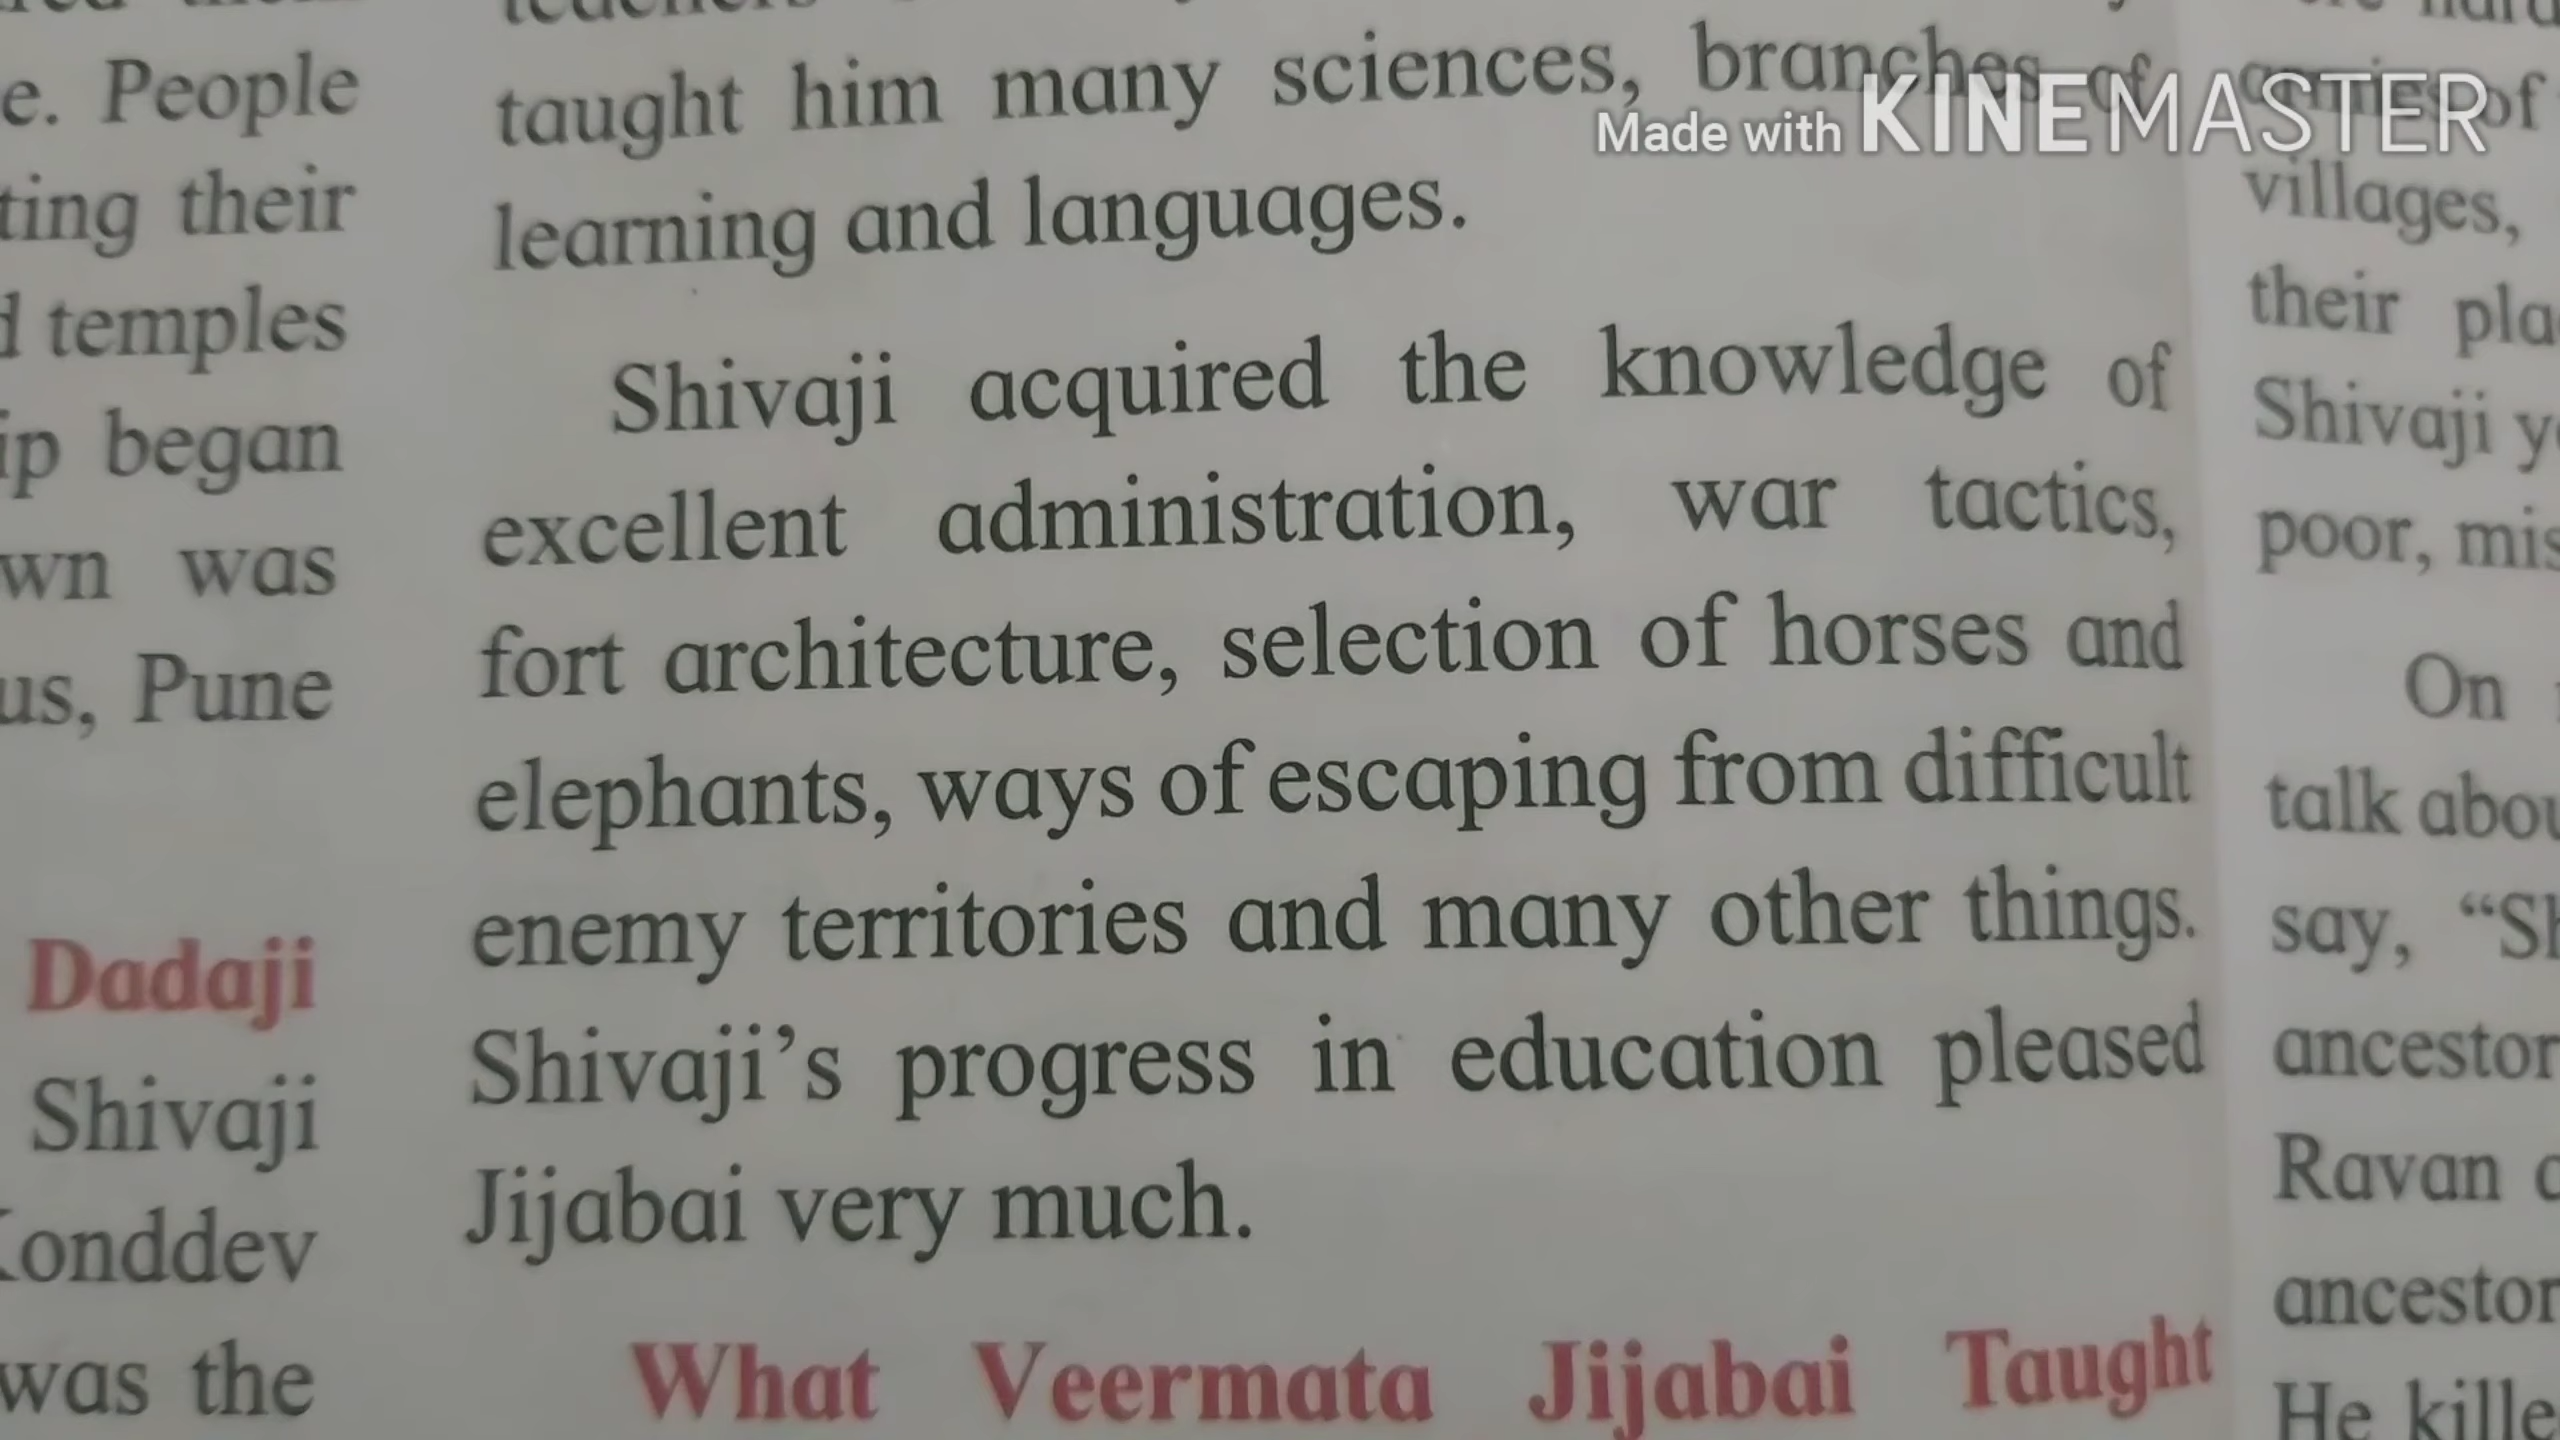 e. People
ting their
temples
ip began
wn was
us, Pune
Dadaji
Shivaji
onddev
was the
taught him many sciences, branches of
learning and languages.
Shivaji acquired the knowledge of
excellent administration, war tactics,
fort architecture, selection of horses and
elephants, ways of escaping from difficult
enemy territories and many other things.
Shivaji's progress in education pleased
Jijabai very much.
What Veermata Jijabai Taught
of
villages,
their
Shivaji
poor,
On
talk
say,
Ravan
He
Made with KINEMASTER